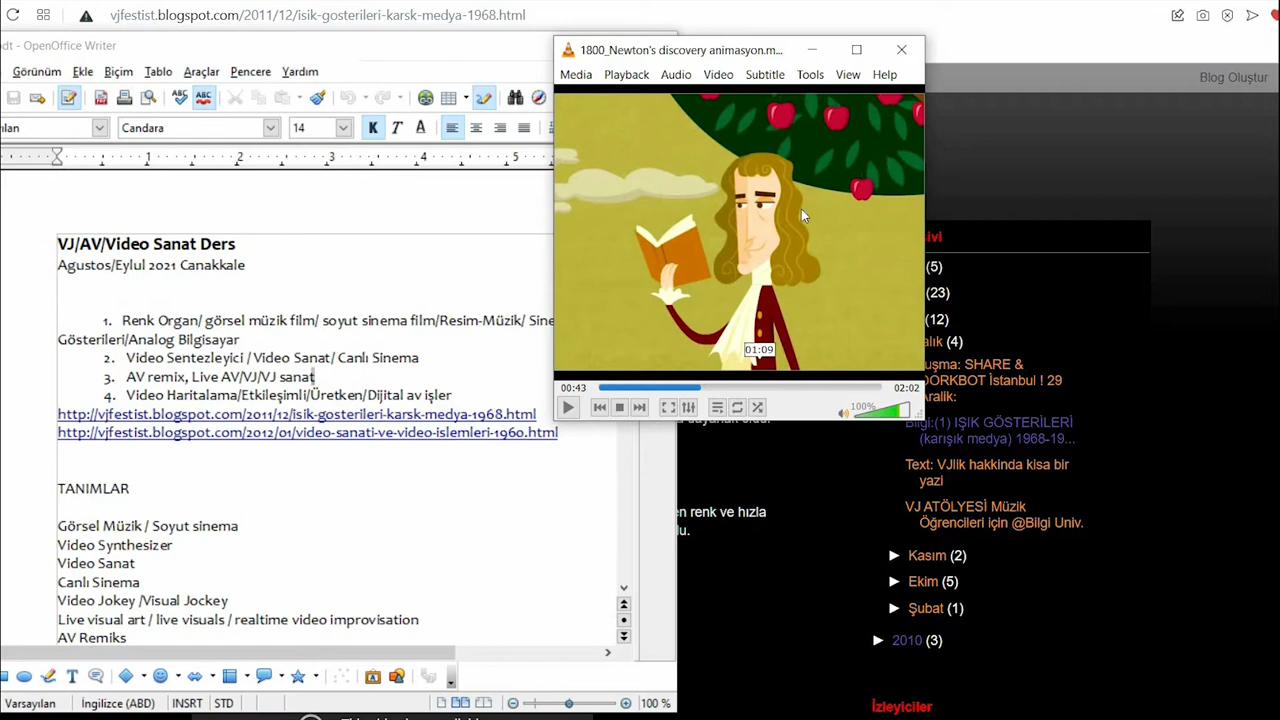 vjfestist.blogspot.com/2011/12/isik-gosterileri-karsk-medya-1968.html
dt - OpenOffice Writer
Görünüm Ekle Biçim Tablo Araçlar Pencere Yardım
Candara 14 K T A
1 2 3 4 5
VJ/AV/Video Sanat Ders
Agustos/Eylul 2021 Canakkale
1. Renk Organ/ görsel müzik film/ soyut sinema film/Resim-Müzik/
Gösterileri/Analog Bilgisayar
2. Video Sentezleyici / Video Sanat/ Canlı Sinema
3. AV remix, Live AV/VJ/VJ sanat
4. Video Haritalama/Etkileşimli/Üretken/Dijital av işler
http://vjfestist.blogspot.com/2011/12/isik-gosterileri-karsk-medya-1968.html
http://vjfestist.blogspot.com/2012/01/video-sanati-ve-video-islemleri-1960.html
TANIMLAR
Görsel Müzik / Soyut sinema
Video Synthesizer
Video Sanat
Canlı Sinema
Video Jokey /Visual Jockey
Live visual art / live visuals / realtime video improvisation
AV Remiks
Varsayılan İngilizce (ABD) INSRT STD 100 %
1800_Newton's discovery animasyon.m...
Media Playback Audio Video Subtitle Tools View Help
01:09
00:43 02:02
100%
Blog Oluştur
(5)
(23)
(12)
(4)
SHARE &
DORKBOT İstanbul ! 29
Aralik:
Bilgi:(1) IŞIK GÖSTERİLERİ
(karışık medya) 1968-19...
Text: VJlik hakkinda kisa bir
yazi
VJ ATÖLYESİ Müzik
Öğrencileri için @Bilgi Univ.
► Kasım (2)
► Ekim (5)
► Şubat (1)
► 2010 (3)
İzleyiciler
en renk ve hızla